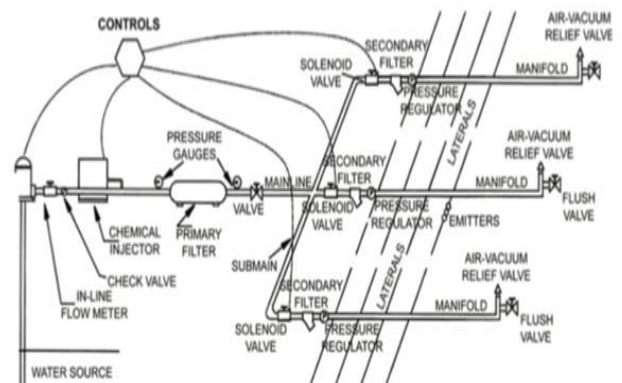 CONTROLS
AIR-VACUUM
RELIEF VALVE
SECONDARY
FILTER
SOLENOID
VALVE
MANIFOLD
PRESSURE
REGULATOR
LATERALS
PRESSURE
GAUGES
AIR-VACUUM
RELIEF VALVE
SECONDARY
FILTER
MAINLINE
MANIFOLD
VALVE
SOLENOID
VALVE
PRESSURE
REGULATOR
EMITTERS
FLUSH
VALVE
CHEMICAL
INJECTOR
PRIMARY
FILTER
SUBMAIN
CHECK VALVE
IN-LINE
FLOW METER
LATERALS
AIR-VACUUM
RELIEF VALVE
SECONDARY
FILTER
MANIFOLD
SOLENOID
VALVE
PRESSURE
REGULATOR
FLUSH
VALVE
WATER SOURCE